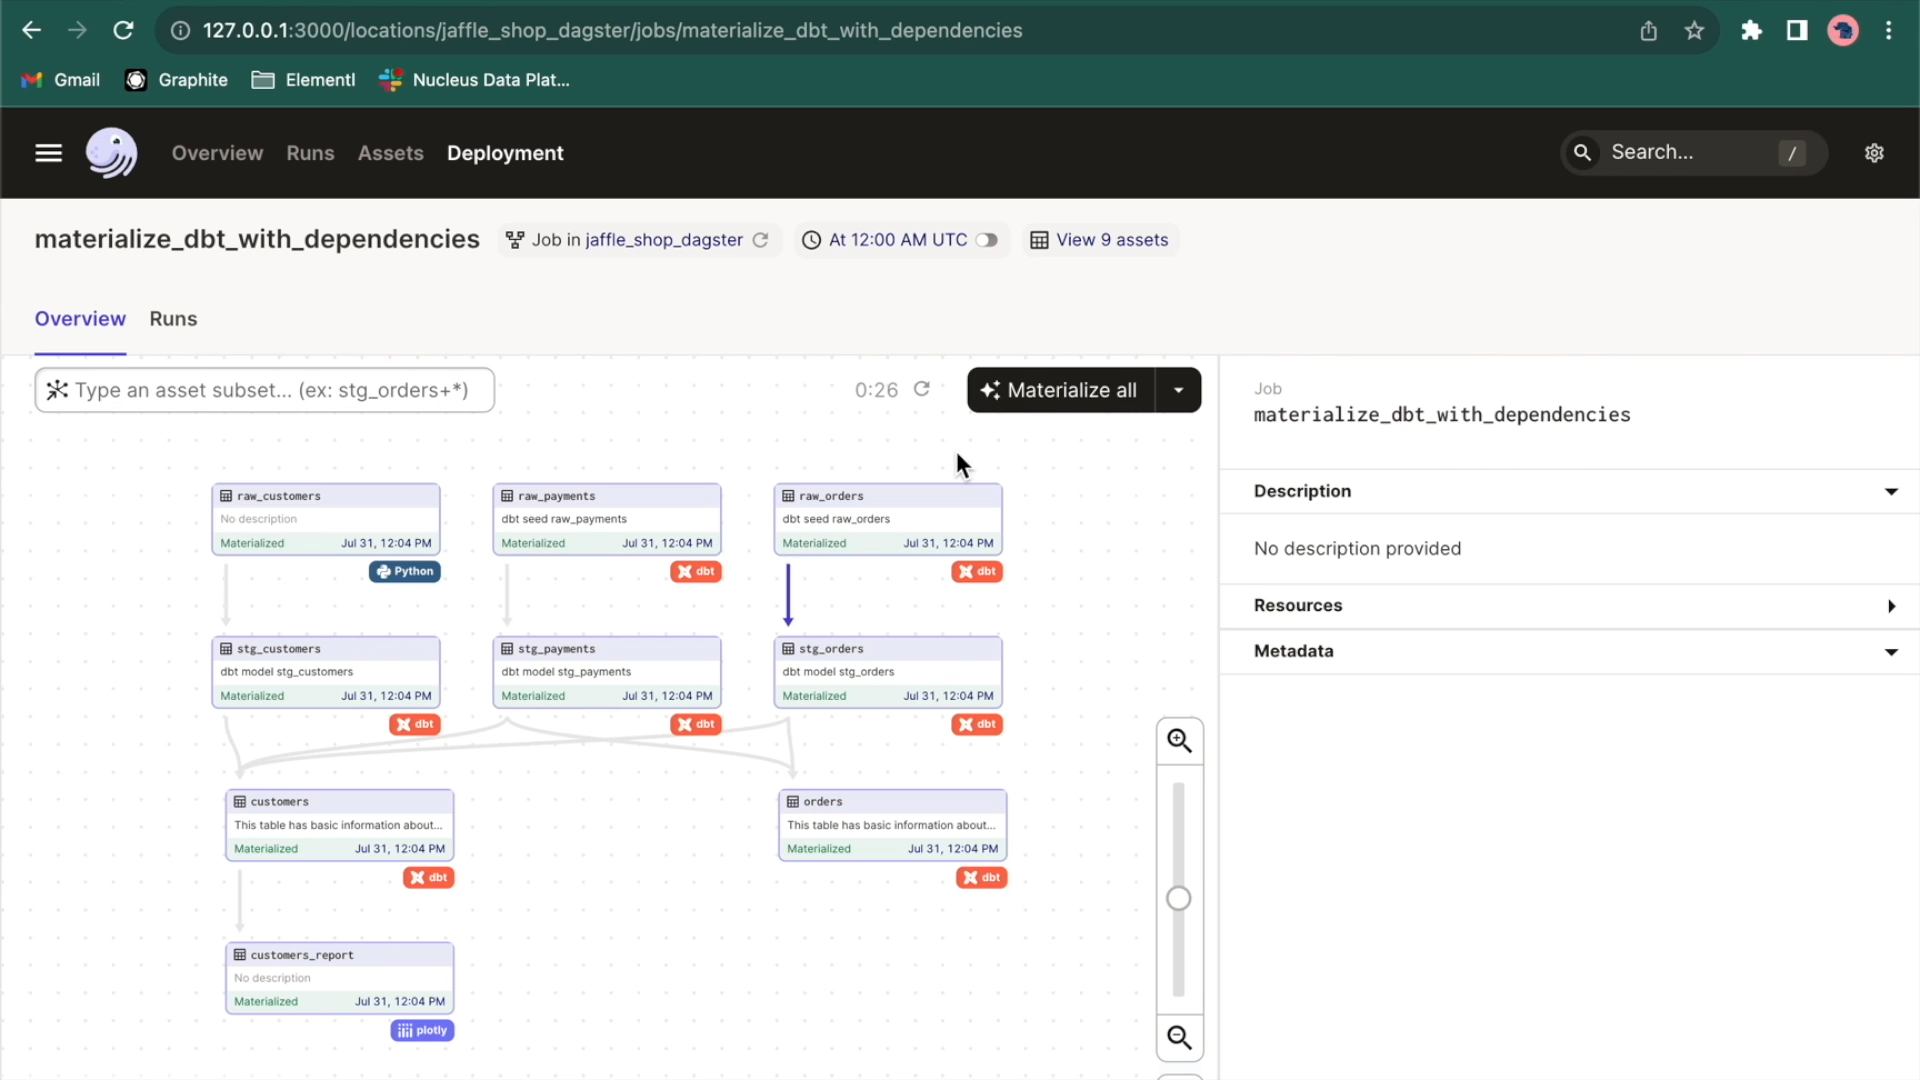 127.0.0.1:3000/locations/jaffle_shop_dagster/jobs/materialize_dbt_with_dependencies
Gmail Graphite Elementl Nucleus Data Plat...
Overview Runs Assets Deployment Search... /
materialize_dbt_with_dependencies Job in jaffle_shop_dagster At 12:00 AM UTC View 9 assets
Overview Runs
Type an asset subset... (ex: stg_orders+*) 0:26 Materialize all
Job
materialize_dbt_with_dependencies
Description
No description provided
Resources
Metadata
raw_customers
No description
Materialized Jul 31, 12:04 PM
Python
raw_payments
dbt seed raw_payments
Materialized Jul 31, 12:04 PM
dbt
raw_orders
dbt seed raw_orders
Materialized Jul 31, 12:04 PM
dbt
stg_customers
dbt model stg_customers
Materialized Jul 31, 12:04 PM
dbt
stg_payments
dbt model stg_payments
Materialized Jul 31, 12:04 PM
dbt
stg_orders
dbt model stg_orders
Materialized Jul 31, 12:04 PM
dbt
customers
This table has basic information about...
Materialized Jul 31, 12:04 PM
dbt
orders
This table has basic information about...
Materialized Jul 31, 12:04 PM
dbt
customers_report
No description
Materialized Jul 31, 12:04 PM
plotly